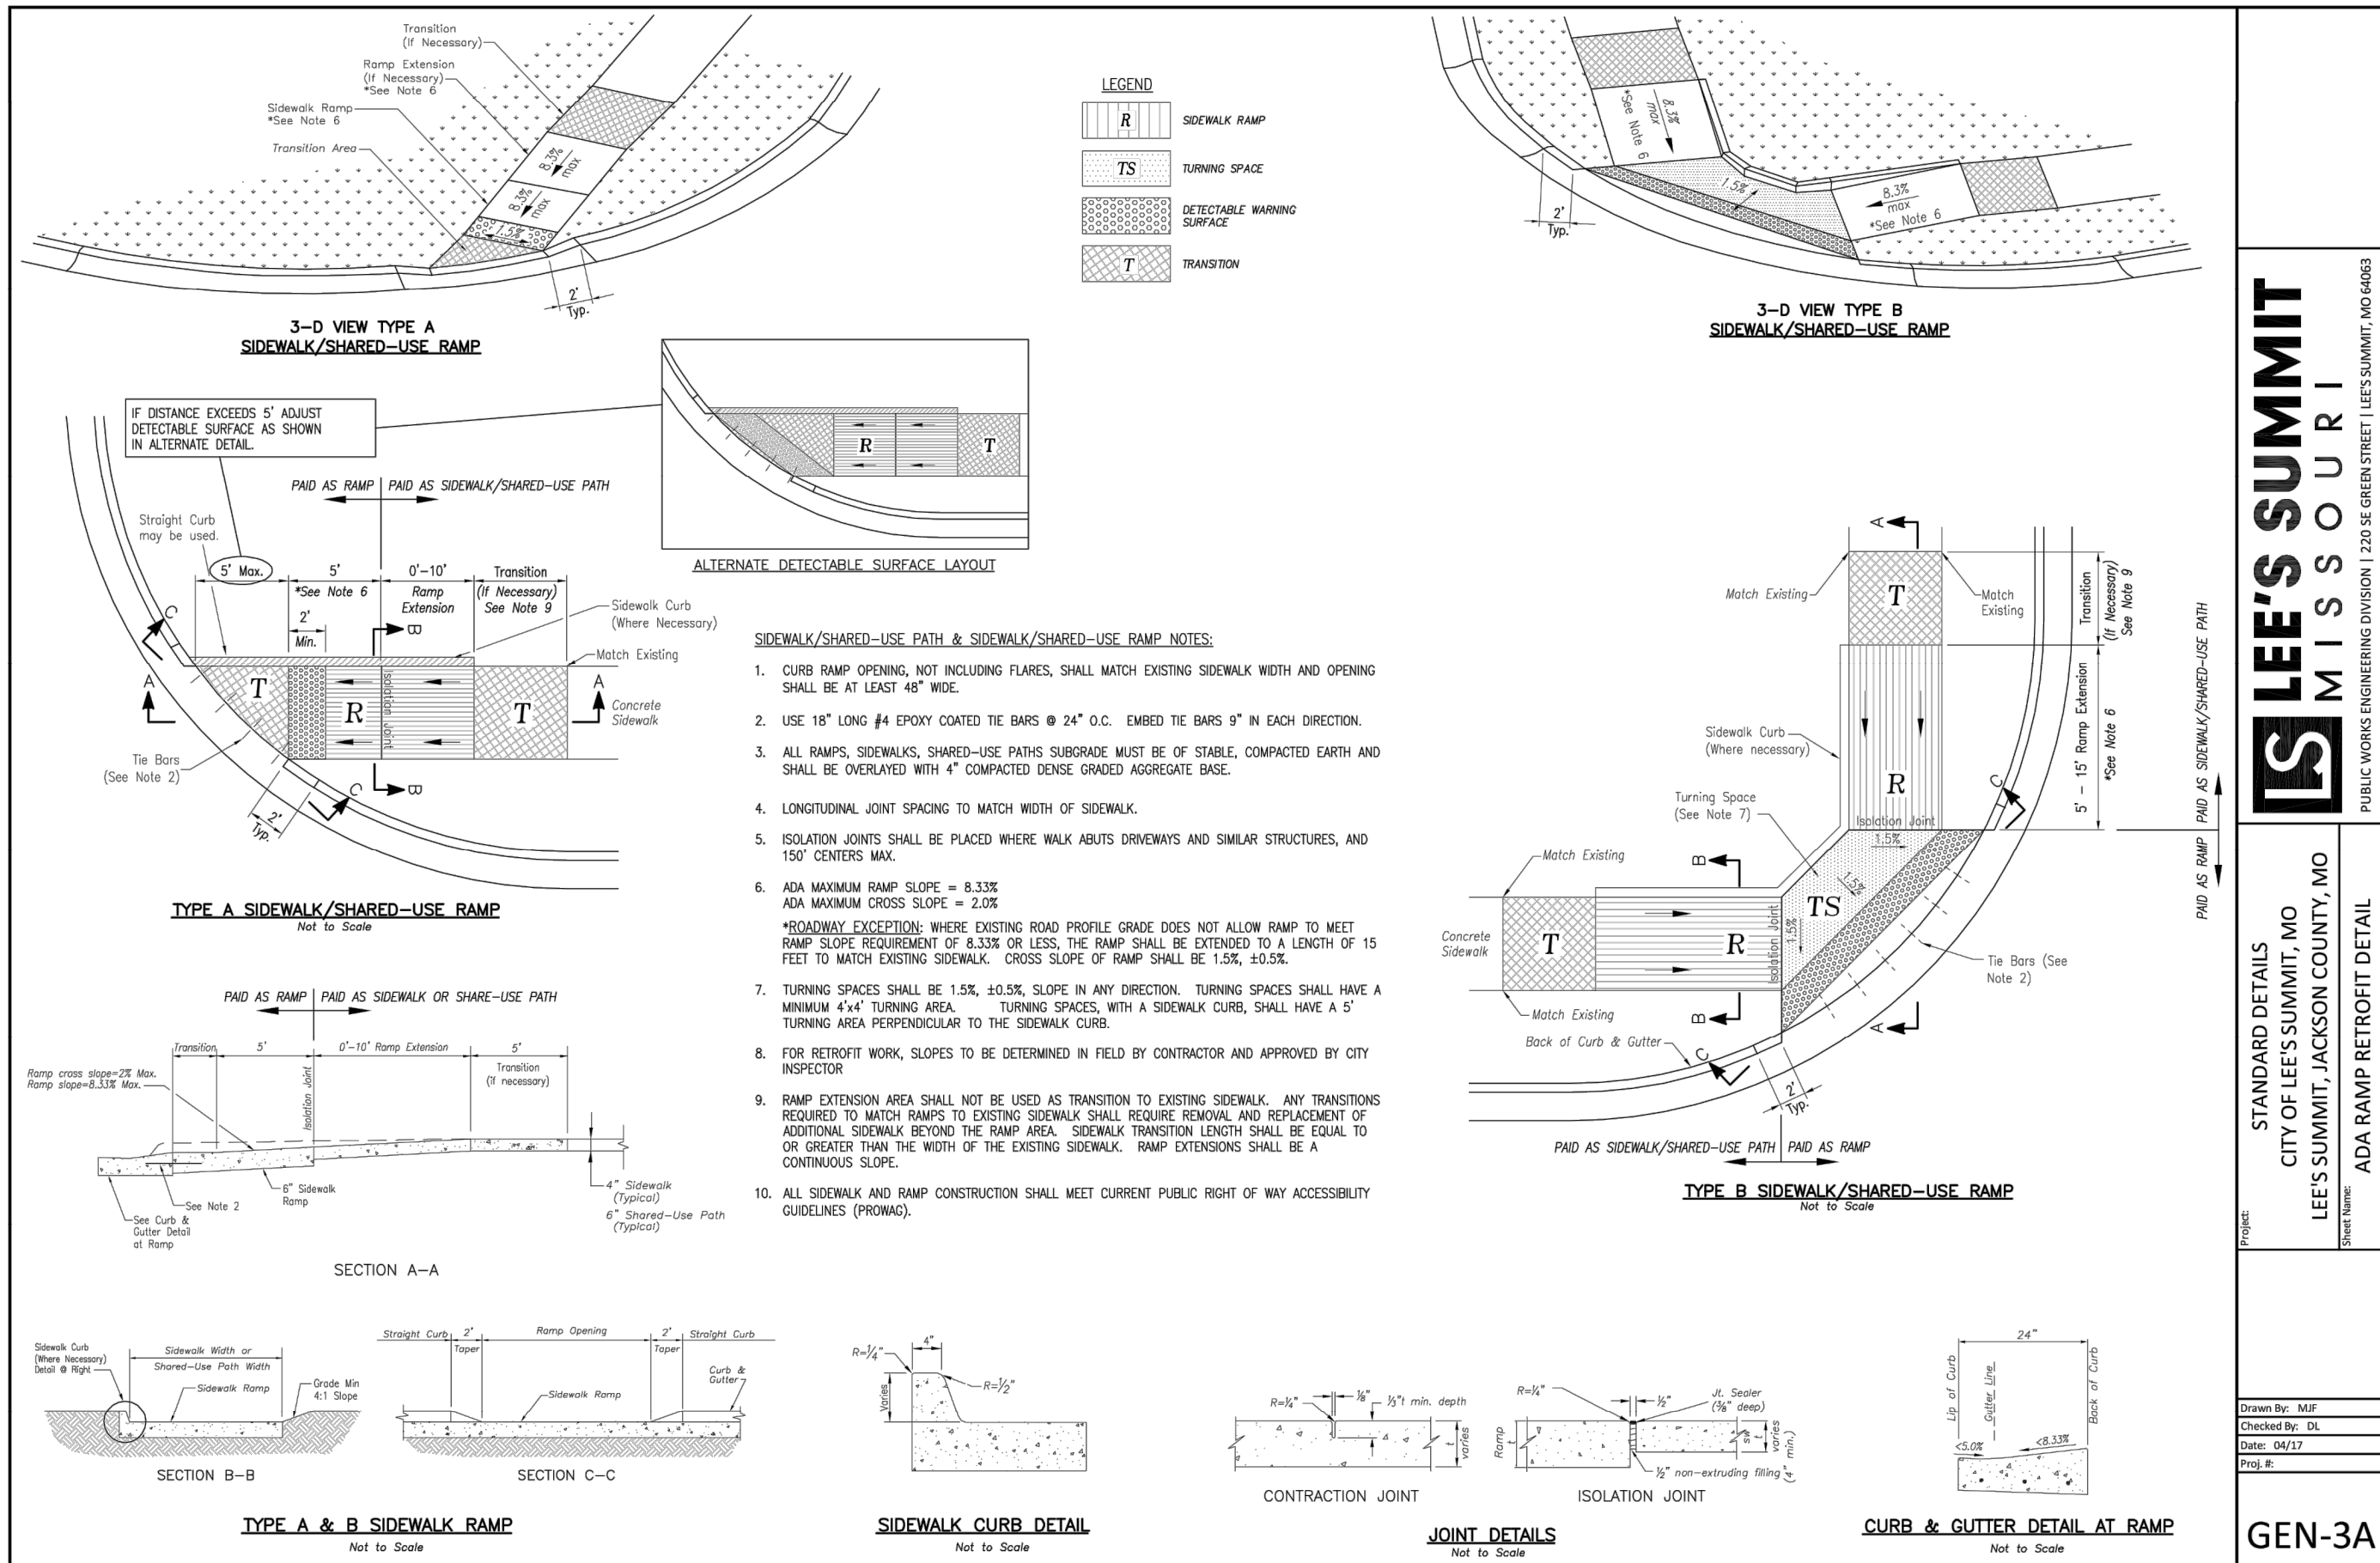 Transition
(If Necessary)
Ramp Extension
(If Necessary)
*See Note 6
Sidewalk Ramp
*See Note 6
Transition Area
8.3%
max
8.3%
max
1.5%
2'
Typ.
3-D VIEW TYPE A
SIDEWALK/SHARED-USE RAMP
LEGEND
R
SIDEWALK RAMP
TS
TURNING SPACE
DETECTABLE WARNING
SURFACE
T
TRANSITION
8.3%
max
*See Note 6
1.5%
8.3%
max
*See Note 6
2'
Typ.
3-D VIEW TYPE B
SIDEWALK/SHARED-USE RAMP
IF DISTANCE EXCEEDS 5' ADJUST
DETECTABLE SURFACE AS SHOWN
IN ALTERNATE DETAIL.
R
T
ALTERNATE DETECTABLE SURFACE LAYOUT
PAID AS RAMP
PAID AS SIDEWALK/SHARED-USE PATH
Straight Curb
may be used.
5' Max.
5'
*See Note 6
0'-10'
Ramp
Extension
Transition
(If Necessary)
See Note 9
2'
Min.
B
Sidewalk Curb
(Where Necessary)
Match Existing
C
A
T
R
Isolation Joint
T
A
Concrete
Sidewalk
Tie Bars
(See Note 2)
C
B
2'
Typ.
TYPE A SIDEWALK/SHARED-USE RAMP
Not to Scale
SIDEWALK/SHARED-USE PATH & SIDEWALK/SHARED-USE RAMP NOTES:
1. CURB RAMP OPENING, NOT INCLUDING FLARES, SHALL MATCH EXISTING SIDEWALK WIDTH AND OPENING
SHALL BE AT LEAST 48" WIDE.
2. USE 18" LONG #4 EPOXY COATED TIE BARS @ 24" O.C. EMBED TIE BARS 9" IN EACH DIRECTION.
3. ALL RAMPS, SIDEWALKS, SHARED-USE PATHS SUBGRADE MUST BE OF STABLE, COMPACTED EARTH AND
SHALL BE OVERLAYED WITH 4" COMPACTED DENSE GRADED AGGREGATE BASE.
4. LONGITUDINAL JOINT SPACING TO MATCH WIDTH OF SIDEWALK.
5. ISOLATION JOINTS SHALL BE PLACED WHERE WALK ABUTS DRIVEWAYS AND SIMILAR STRUCTURES, AND
150' CENTERS MAX.
6. ADA MAXIMUM RAMP SLOPE = 8.33%
ADA MAXIMUM CROSS SLOPE = 2.0%
*ROADWAY EXCEPTION: WHERE EXISTING ROAD PROFILE GRADE DOES NOT ALLOW RAMP TO MEET
RAMP SLOPE REQUIREMENT OF 8.33% OR LESS, THE RAMP SHALL BE EXTENDED TO A LENGTH OF 15
FEET TO MATCH EXISTING SIDEWALK. CROSS SLOPE OF RAMP SHALL BE 1.5%, ±0.5%.
7. TURNING SPACES SHALL BE 1.5%, ±0.5%, SLOPE IN ANY DIRECTION. TURNING SPACES SHALL HAVE A
MINIMUM 4'x4' TURNING AREA. TURNING SPACES, WITH A SIDEWALK CURB, SHALL HAVE A 5'
TURNING AREA PERPENDICULAR TO THE SIDEWALK CURB.
8. FOR RETROFIT WORK, SLOPES TO BE DETERMINED IN FIELD BY CONTRACTOR AND APPROVED BY CITY
INSPECTOR
9. RAMP EXTENSION AREA SHALL NOT BE USED AS TRANSITION TO EXISTING SIDEWALK. ANY TRANSITIONS
REQUIRED TO MATCH RAMPS TO EXISTING SIDEWALK SHALL REQUIRE REMOVAL AND REPLACEMENT OF
ADDITIONAL SIDEWALK BEYOND THE RAMP AREA. SIDEWALK TRANSITION LENGTH SHALL BE EQUAL TO
OR GREATER THAN THE WIDTH OF THE EXISTING SIDEWALK. RAMP EXTENSIONS SHALL BE A
CONTINUOUS SLOPE.
10. ALL SIDEWALK AND RAMP CONSTRUCTION SHALL MEET CURRENT PUBLIC RIGHT OF WAY ACCESSIBILITY
GUIDELINES (PROWAG).
A
Match Existing
T
Match
Existing
Transition
(If Necessary)
See Note 9
Sidewalk Curb
(Where necessary)
R
5' - 15' Ramp Extension
*See Note 6
PAID AS SIDEWALK/SHARED-USE PATH
PAID AS RAMP
Turning Space
(See Note 7)
Isolation Joint
1.5%
C
Match Existing
B
1.5%
TS
Concrete
Sidewalk
T
R
Isolation Joint
1.5%
Tie Bars (See
Note 2)
Match Existing
B
A
Back of Curb & Gutter
C
2'
Typ.
PAID AS SIDEWALK/SHARED-USE PATH
PAID AS RAMP
TYPE B SIDEWALK/SHARED-USE RAMP
Not to Scale
PAID AS RAMP
PAID AS SIDEWALK OR SHARE-USE PATH
Transition
5'
0'-10' Ramp Extension
5'
Transition
(if necessary)
Ramp cross slope=2% Max.
Ramp slope=8.33% Max.
Isolation Joint
6" Sidewalk
Ramp
See Note 2
See Curb &
Gutter Detail
at Ramp
4" Sidewalk
(Typical)
6" Shared-Use Path
(Typical)
SECTION A-A
Sidewalk Curb
(Where Necessary)
Detail @ Right
Sidewalk Width or
Shared-Use Path Width
Sidewalk Ramp
Grade Min
4:1 Slope
SECTION B-B
Straight Curb
2'
Taper
Ramp Opening
2'
Taper
Straight Curb
Curb &
Gutter
Sidewalk Ramp
SECTION C-C
TYPE A & B SIDEWALK RAMP
Not to Scale
4"
R=¼"
R=½"
Varies
SIDEWALK CURB DETAIL
Not to Scale
R=¼"
⅛"
⅓"t min. depth
t
varies
CONTRACTION JOINT
R=¼"
½"
Jt. Sealer
(⅜" deep)
Ramp
t
sw
t
varies
(4" min.)
½" non-extruding filling
ISOLATION JOINT
JOINT DETAILS
Not to Scale
24"
Lip of Curb
Gutter Line
Back of Curb
<5.0%
<8.33%
CURB & GUTTER DETAIL AT RAMP
Not to Scale
LS
LEE'S SUMMIT
MISSOURI
PUBLIC WORKS ENGINEERING DIVISION | 220 SE GREEN STREET | LEE'S SUMMIT, MO 64063
Project:
STANDARD DETAILS
CITY OF LEE'S SUMMIT, MO
LEE'S SUMMIT, JACKSON COUNTY, MO
Sheet Name:
ADA RAMP RETROFIT DETAIL
Drawn By: MJF
Checked By: DL
Date: 04/17
Proj. #:
GEN-3A